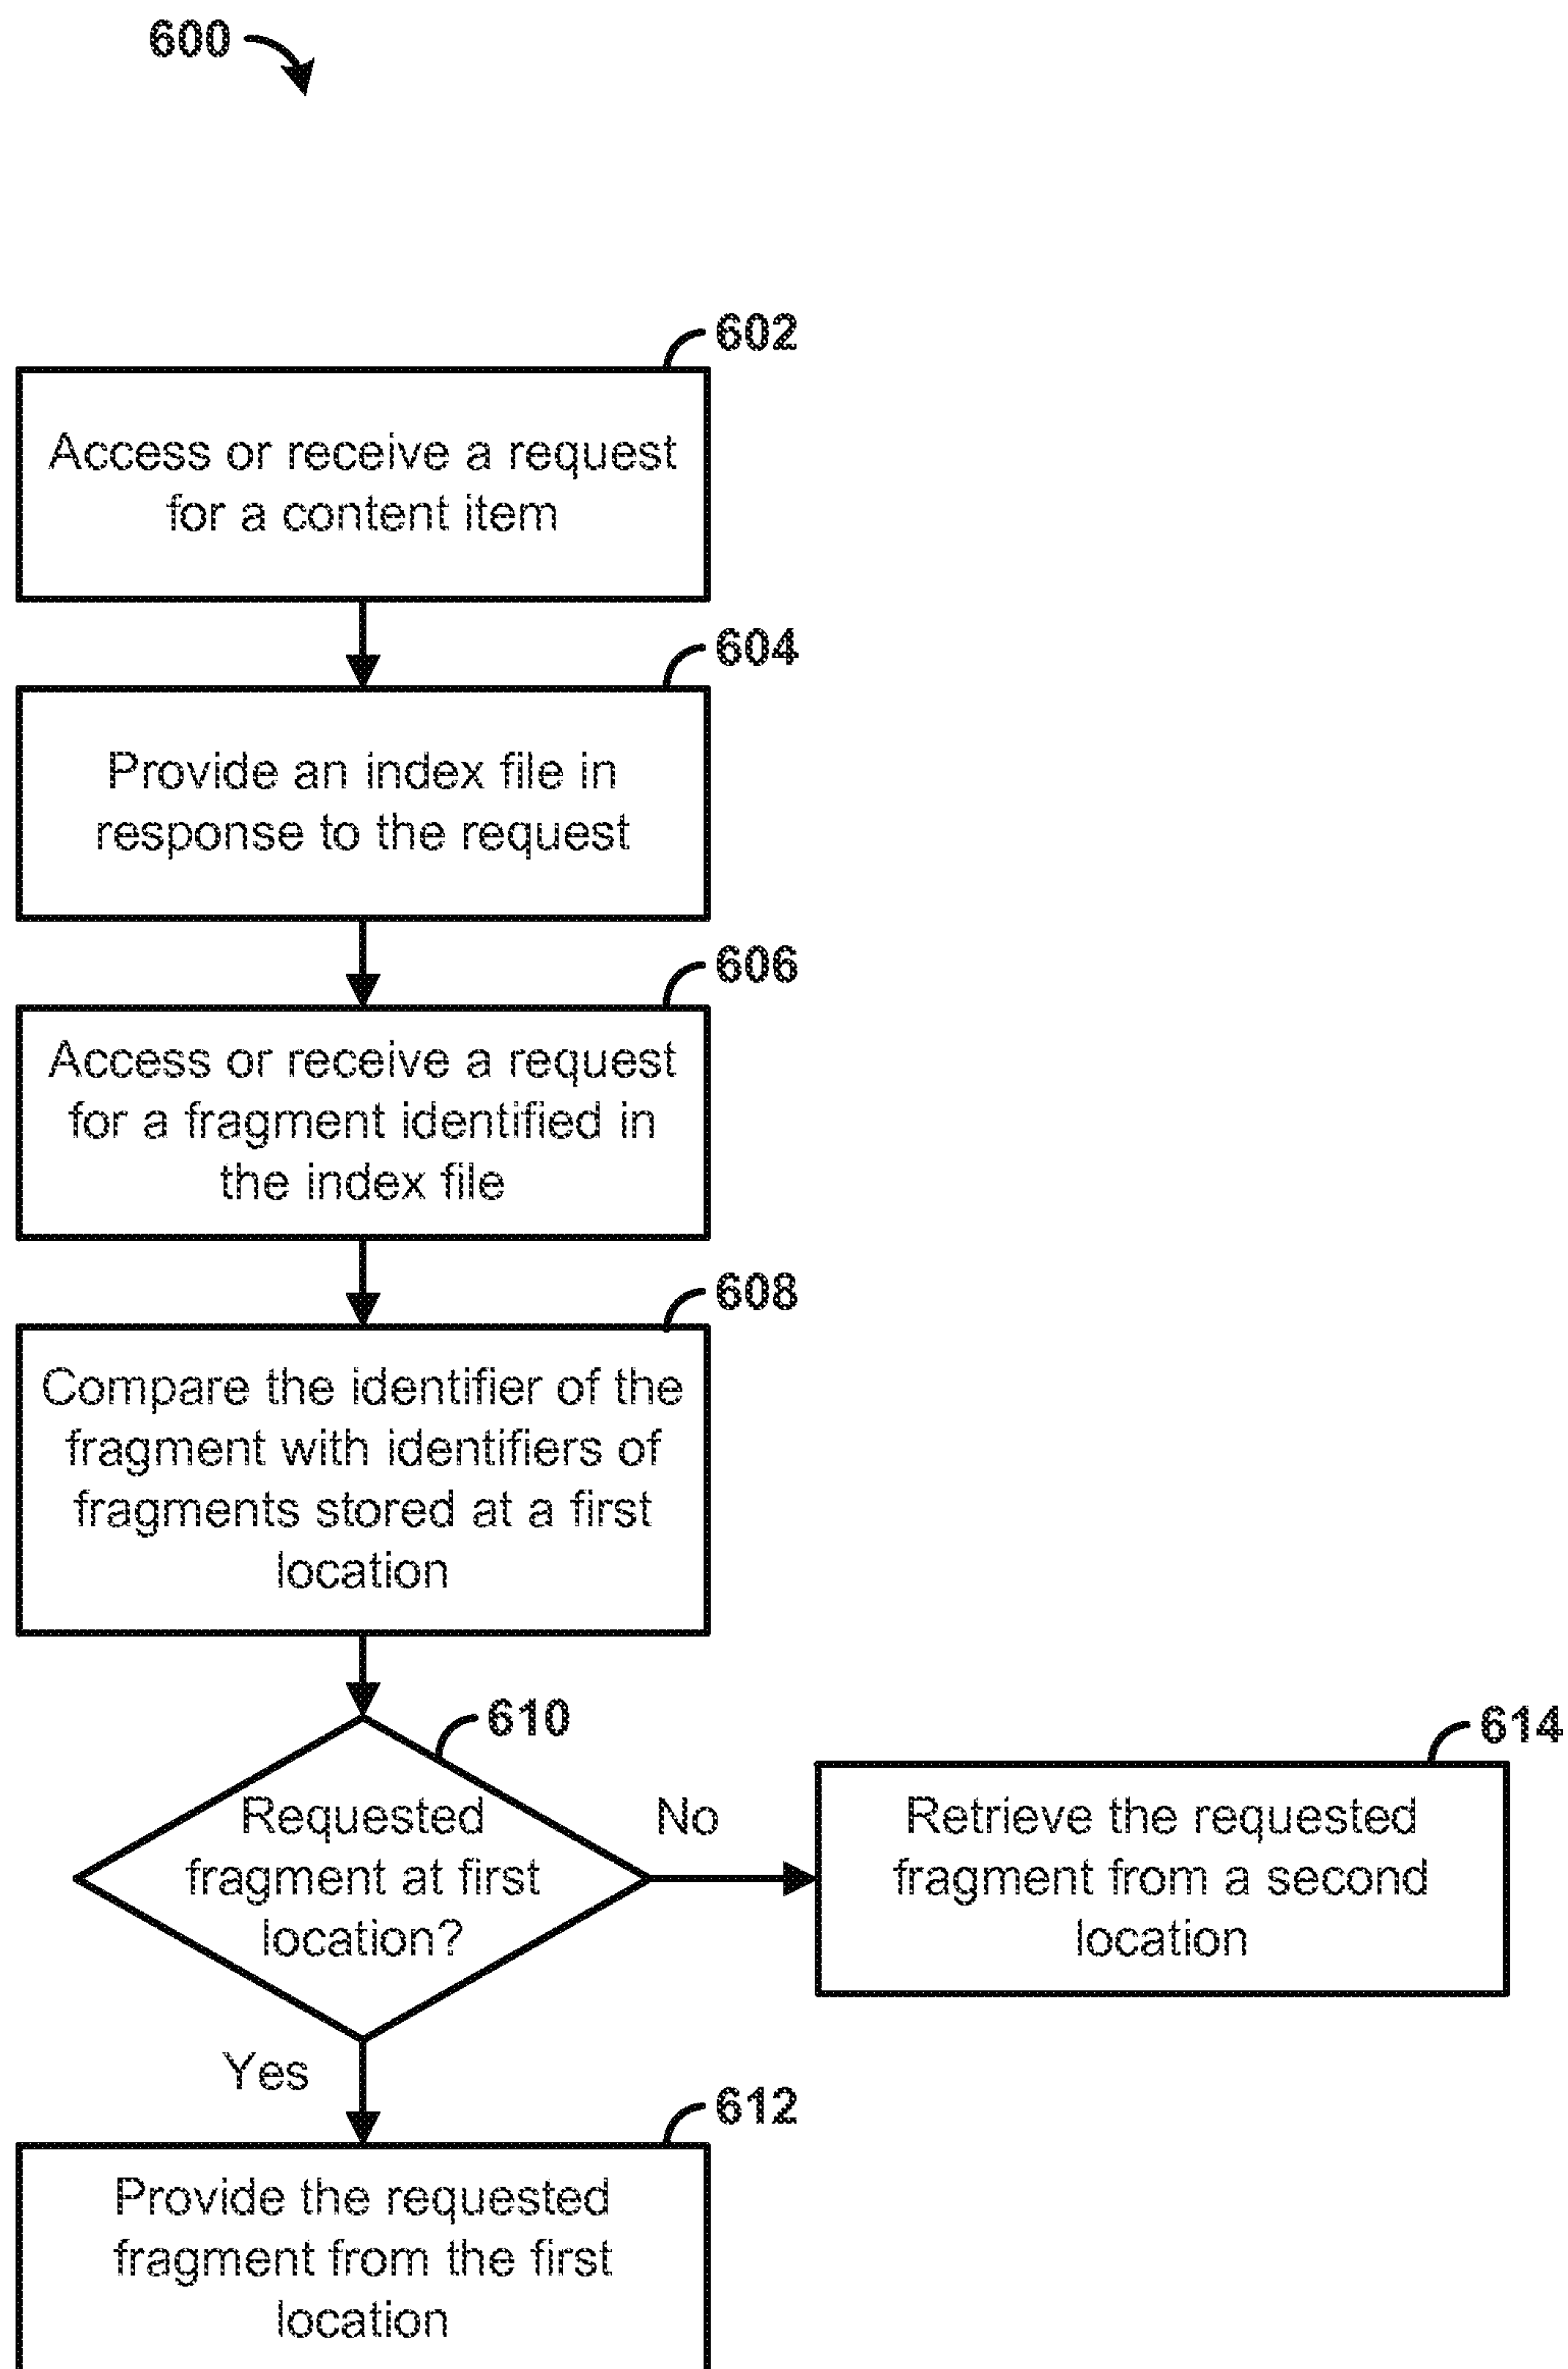 600
602
Access or receive a request
for a content item
604
Provide an index file in
response to the request
606
Access or receive a request
for a fragment identified in
the index file
608
Compare the identifier of the
fragment with identifiers of
fragments stored at a first
location
610
Requested
fragment at first
location?
No
614
Retrieve the requested
fragment from a second
location
Yes
612
Provide the requested
fragment from the first
location